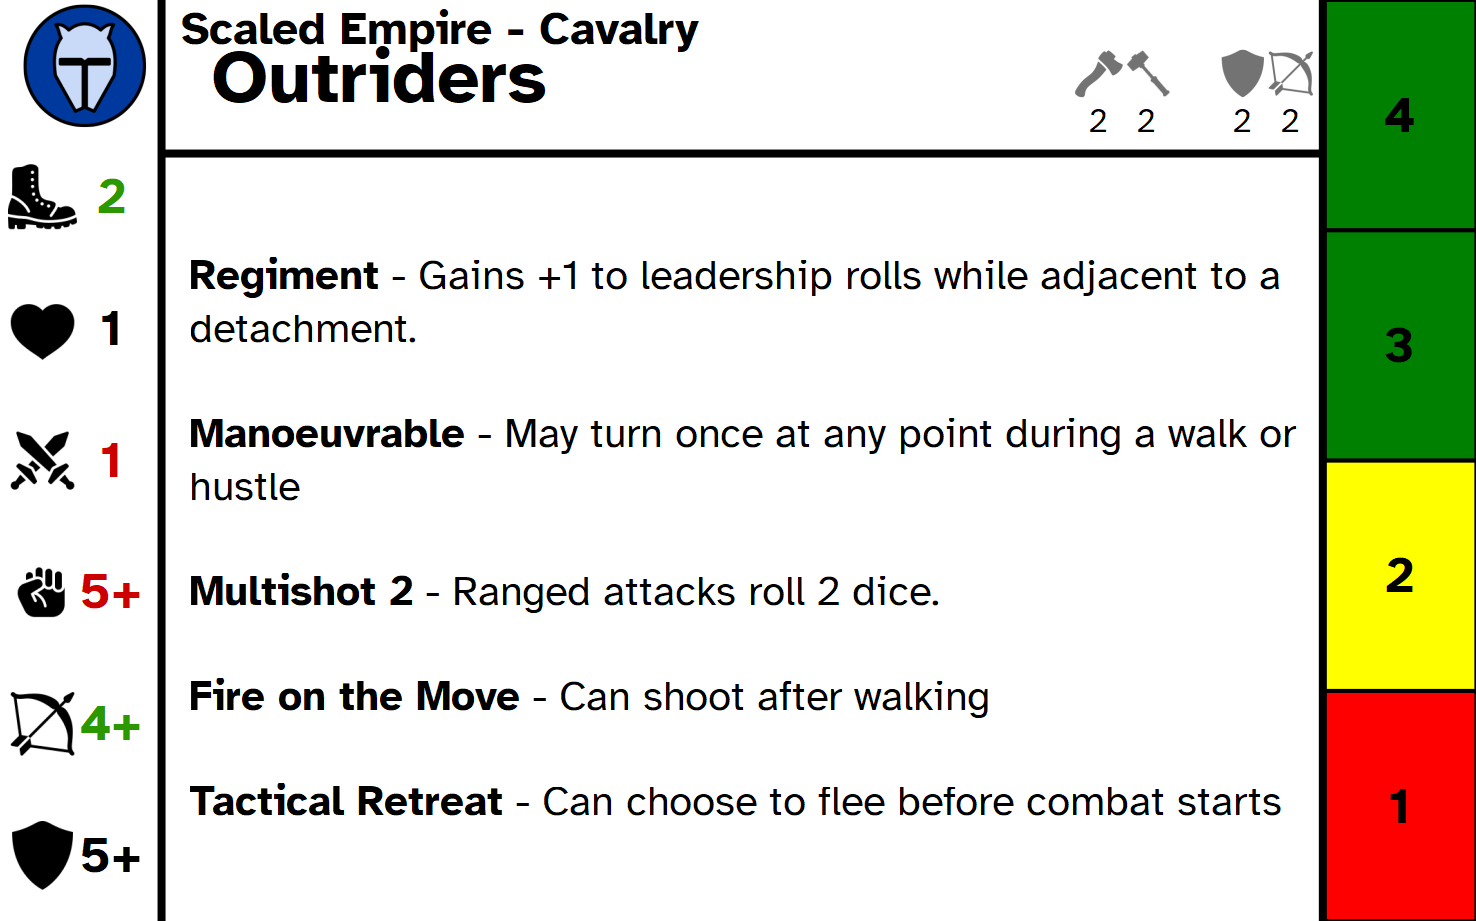 Scaled Empire - Cavalry
Outriders
2 2 2 2
2
1
1
5+
4+
5+
Regiment - Gains +1 to leadership rolls while adjacent to a
detachment.
Manoeuvrable - May turn once at any point during a walk or
hustle
Multishot 2 - Ranged attacks roll 2 dice.
Fire on the Move - Can shoot after walking
Tactical Retreat - Can choose to flee before combat starts
4
3
2
1